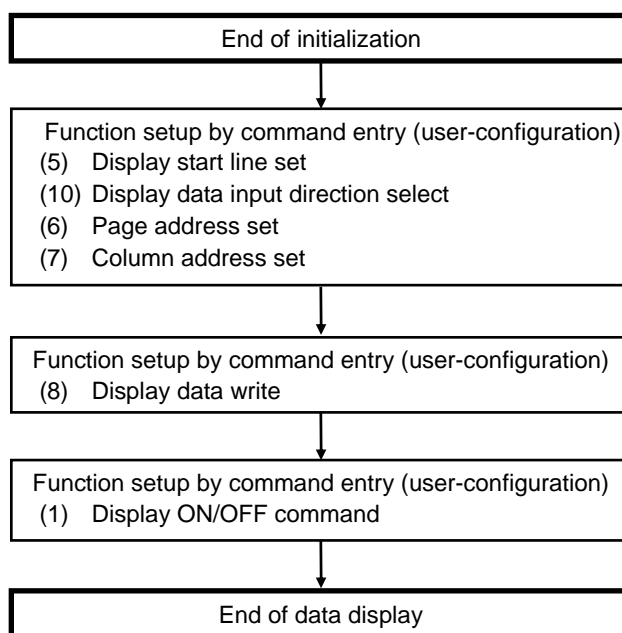 End of initialization
Function setup by command entry (user-configuration)
(5) Display start line set
(10) Display data input direction select
(6) Page address set
(7) Column address set
Function setup by command entry (user-configuration)
(8) Display data write
Function setup by command entry (user-configuration)
(1) Display ON/OFF command
End of data display